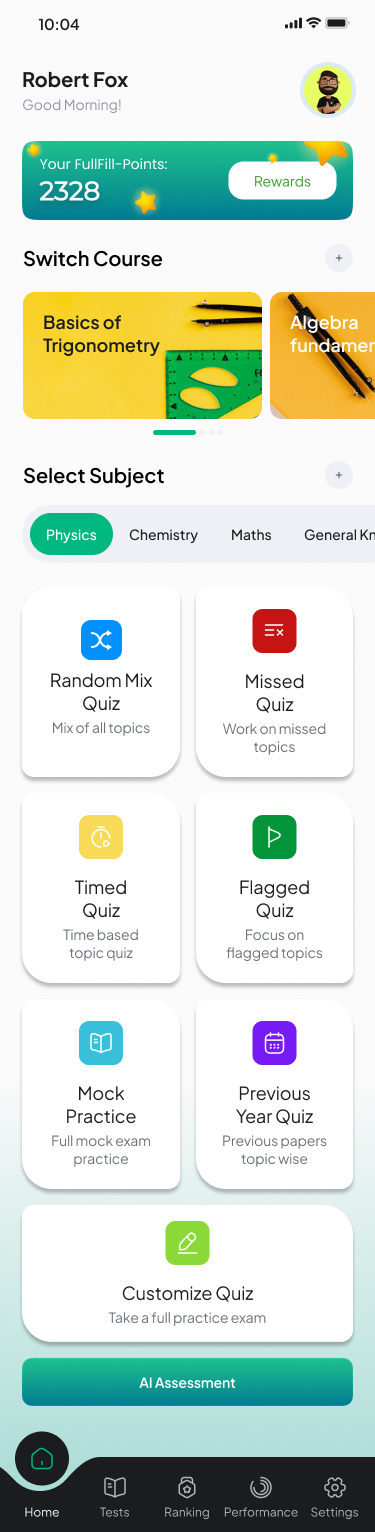 10:04
Robert Fox
Good Morning!
Your FullFill-Points:
2328
Rewards
Switch Course
Basics of
Trigonometry
Algebra
Select Subject
Physics Chemistry Maths General
Random Mix
Quiz
Mix of all topics
Missed
Quiz
Work on missed
topics
Timed
Quiz
Time based
topic quiz
Flagged
Quiz
Focus on
flagged topics
Mock
Practice
Full mock exam
practice
Previous
Year Quiz
Previous papers
topic wise
Customize Quiz
Take a full practice exam
AI Assessment
Home Tests Ranking Performance Settings